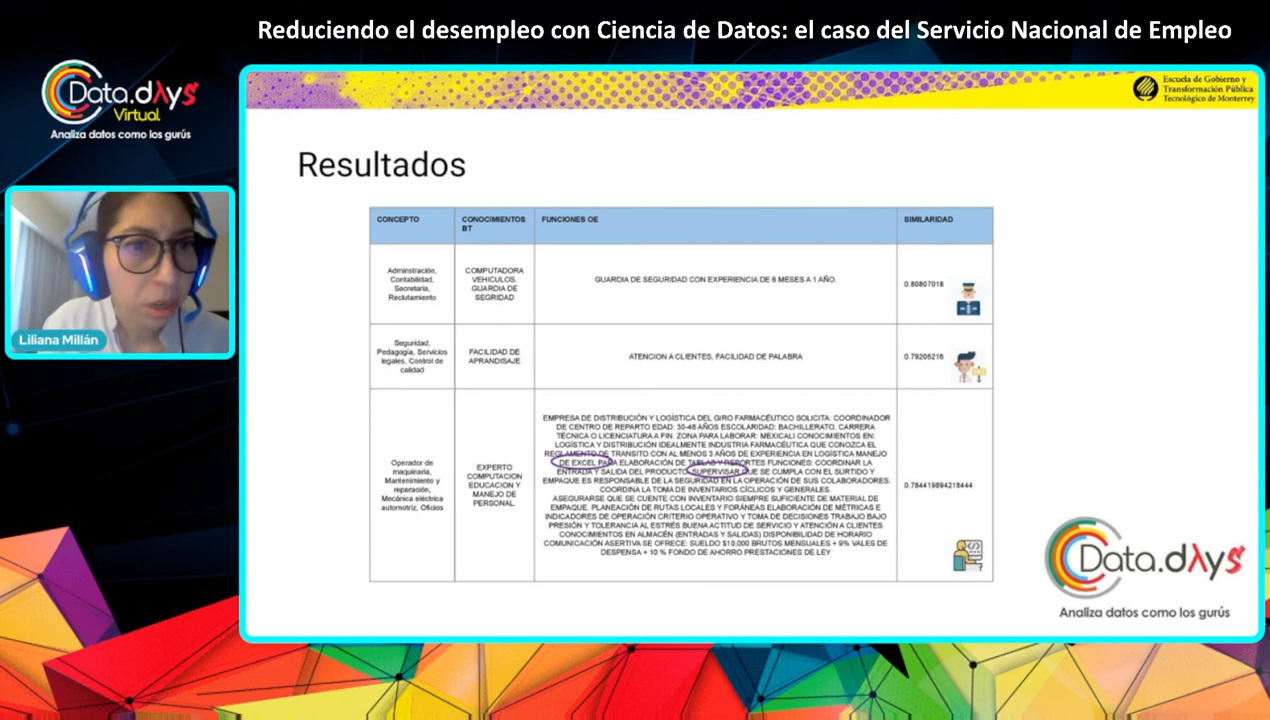 Reduciendo el desempleo con Ciencia de Datos: el caso del Servicio Nacional de Empleo
Data.dλys
Virtual
Analiza datos como los gurús
Escuela de Gobierno y
Transformación Pública
Tecnológico de Monterrey
Liliana Millán
Resultados
CONCEPTO
CONOCIMIENTOS
BT
FUNCIONES OE
SIMILARIDAD
Adminstración,
Contabilidad,
Secretaria,
Reclutamiento
COMPUTADORA
VEHICULOS.
GUARDIA DE
SEGRIDAD
GUARDIA DE SEGURIDAD CON EXPERIENCIA DE 6 MESES A 1 AÑO.
0.80807018
Seguridad,
Pedagogía, Servicios
legales, Control de
calidad
FACILIDAD DE
APRANDISAJE
ATENCION A CLIENTES, FACILIDAD DE PALABRA
0.79206216
Operador de
maquinaria,
Mantenimiento y
reparación,
Mecánica eléctrica
automotriz, Oficios
EXPERTO
COMPUTACION
EDUCACION Y
MANEJO DE
PERSONAL.
EMPRESA DE DISTRIBUCIÓN Y LOGÍSTICA DEL GIRO FARMACÉUTICO SOLICITA: COORDINADOR
DE CENTRO DE REPARTO EDAD: 30-48 AÑOS ESCOLARIDAD: BACHILLERATO, CARRERA
TÉCNICA O LICENCIATURA A FIN. ZONA PARA LABORAR: MEXICALI CONOCIMIENTOS EN:
LOGÍSTICA Y DISTRIBUCIÓN IDEALMENTE INDUSTRIA FARMACÉUTICA QUE CONOZCA EL
REGLAMENTO DE TRANSITO CON AL MENOS 3 AÑOS DE EXPERIENCIA EN LOGÍSTICA MANEJO
DE EXCEL PARA ELABORACIÓN DE TABLAS Y REPORTES FUNCIONES: COORDINAR LA
ENTRADA Y SALIDA DEL PRODUCTO SUPERVISAR QUE SE CUMPLA CON EL SURTIDO Y
EMPAQUE ES RESPONSABLE DE LA SEGURIDAD EN LA OPERACIÓN DE SUS COLABORADORES.
COORDINA LA TOMA DE INVENTARIOS CÍCLICOS Y GENERALES.
ASEGURARSE QUE SE CUENTE CON INVENTARIO SIEMPRE SUFICIENTE DE MATERIAL DE
EMPAQUE. PLANEACIÓN DE RUTAS LOCALES Y FORÁNEAS ELABORACIÓN DE MÉTRICAS E
INDICADORES DE OPERACIÓN CRITERIO OPERATIVO Y TOMA DE DECISIONES TRABAJO BAJO
PRESIÓN Y TOLERANCIA AL ESTRÉS BUENA ACTITUD DE SERVICIO Y ATENCIÓN A CLIENTES
CONOCIMIENTOS EN ALMACÉN (ENTRADAS Y SALIDAS) DISPONIBILIDAD DE HORARIO
COMUNICACIÓN ASERTIVA SE OFRECE: SUELDO $10,000 BRUTOS MENSUALES + 9% VALES DE
DESPENSA + 10 % FONDO DE AHORRO PRESTACIONES DE LEY
0.784419894218444
Data.dλys
Analiza datos como los gurús